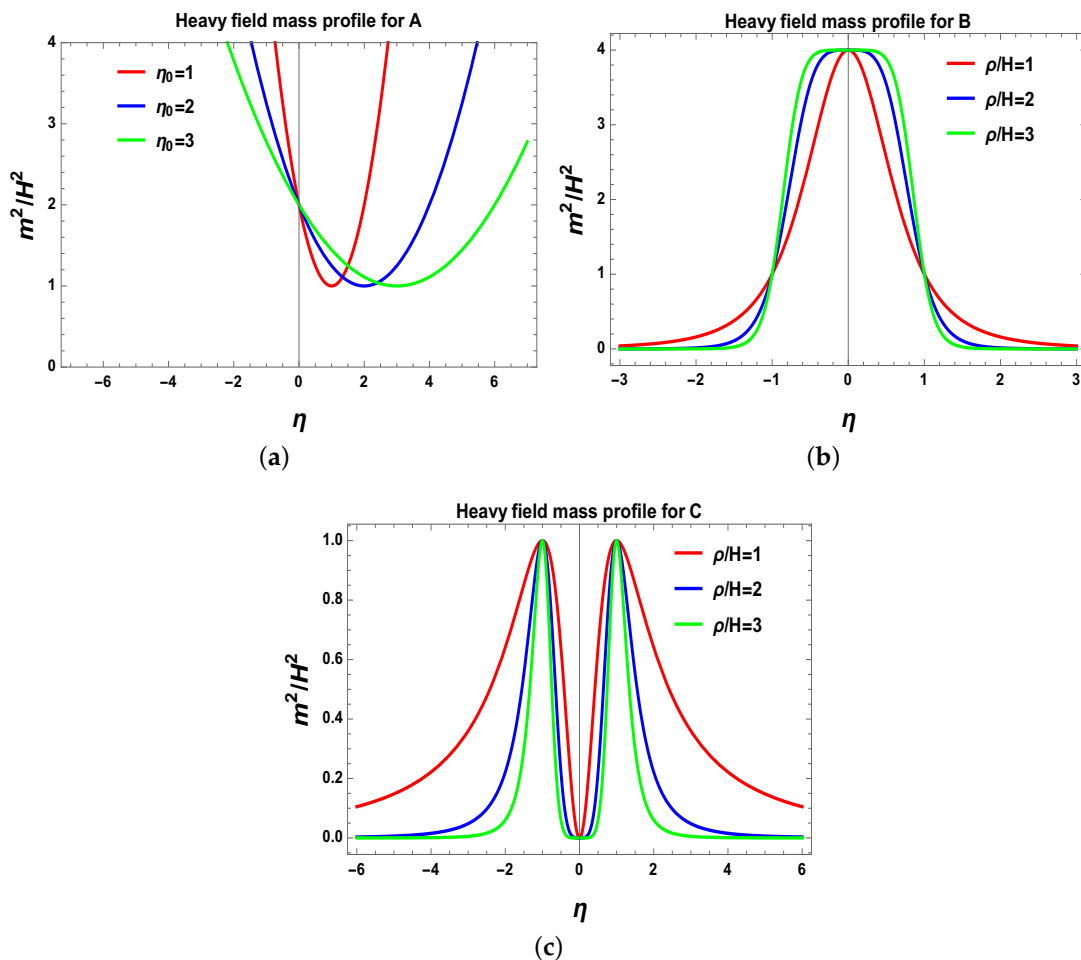 Heavy field mass profile for A
4
3
2
1
0
−6 −4 −2 0 2 4 6
m²/H²
η
η₀=1
η₀=2
η₀=3
(a)
Heavy field mass profile for B
4
3
2
1
0
−3 −2 −1 0 1 2 3
m²/H²
η
ρ/H=1
ρ/H=2
ρ/H=3
(b)
Heavy field mass profile for C
1.0
0.8
0.6
0.4
0.2
0.0
−6 −4 −2 0 2 4 6
m²/H²
η
ρ/H=1
ρ/H=2
ρ/H=3
(c)